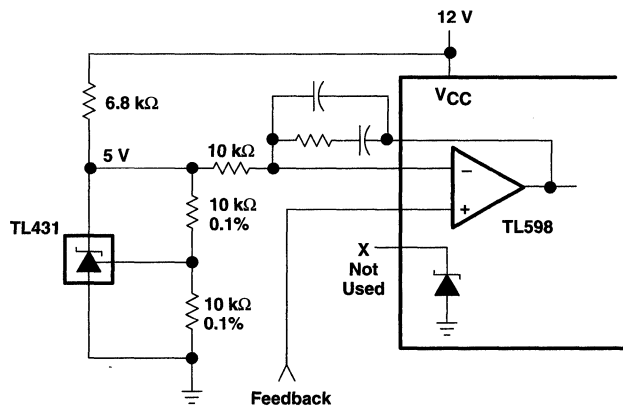 12 V
6.8 kΩ
VCC
5 V
10 kΩ
−
+
TL598
TL431
10 kΩ
0.1%
X
Not
Used
10 kΩ
0.1%
Feedback